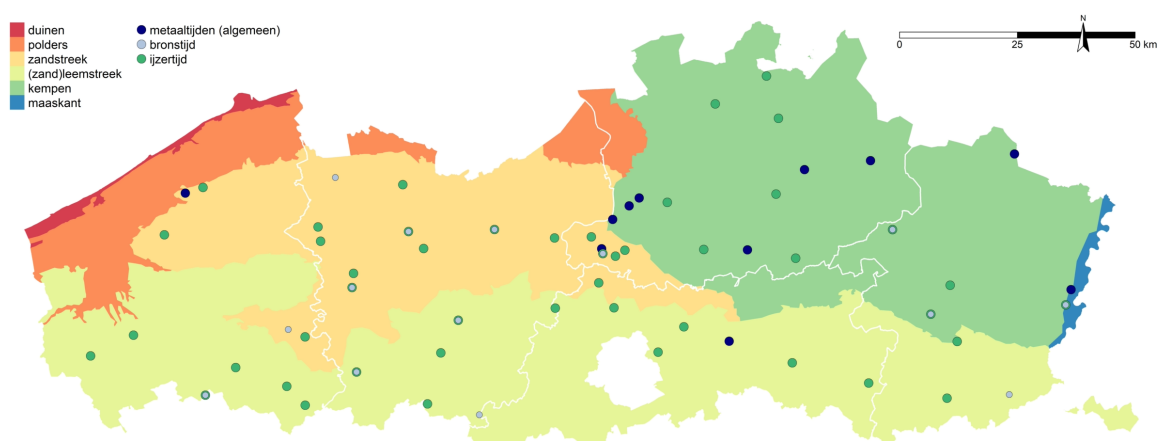 duinen
polders
zandstreek
(zand)leemstreek
kempen
maaskant
metaaltijden (algemeen)
bronstijd
ijzertijd
N
0 25 50 km